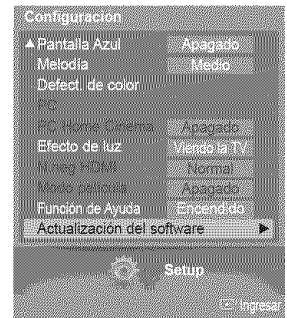 Configuración
▲ Pantalla Azul Apagado
Melodía Medio
Defect. de color
PC
PC Home Cinema Apagado
Efecto de luz Viendo la TV
N.neg HDMI Normal
Modo película Apagado
Función de Ayuda Encendido
Actualización del software ►
Setup
Ingresar